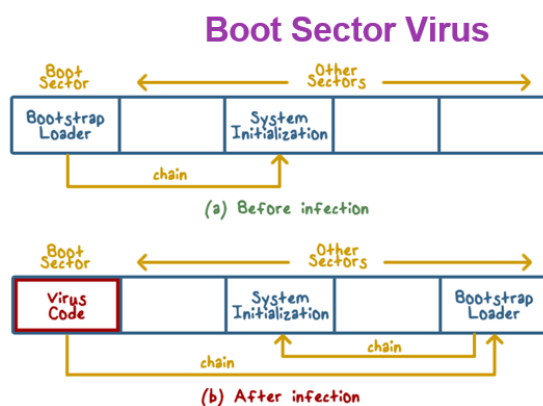 Boot Sector Virus
Boot
Sector
Other
Sectors
Bootstrap
Loader
System
Initialization
chain
(a) Before infection
Boot
Sector
Other
Sectors
Virus
Code
System
Initialization
Bootstrap
Loader
chain
chain
(b) After infection